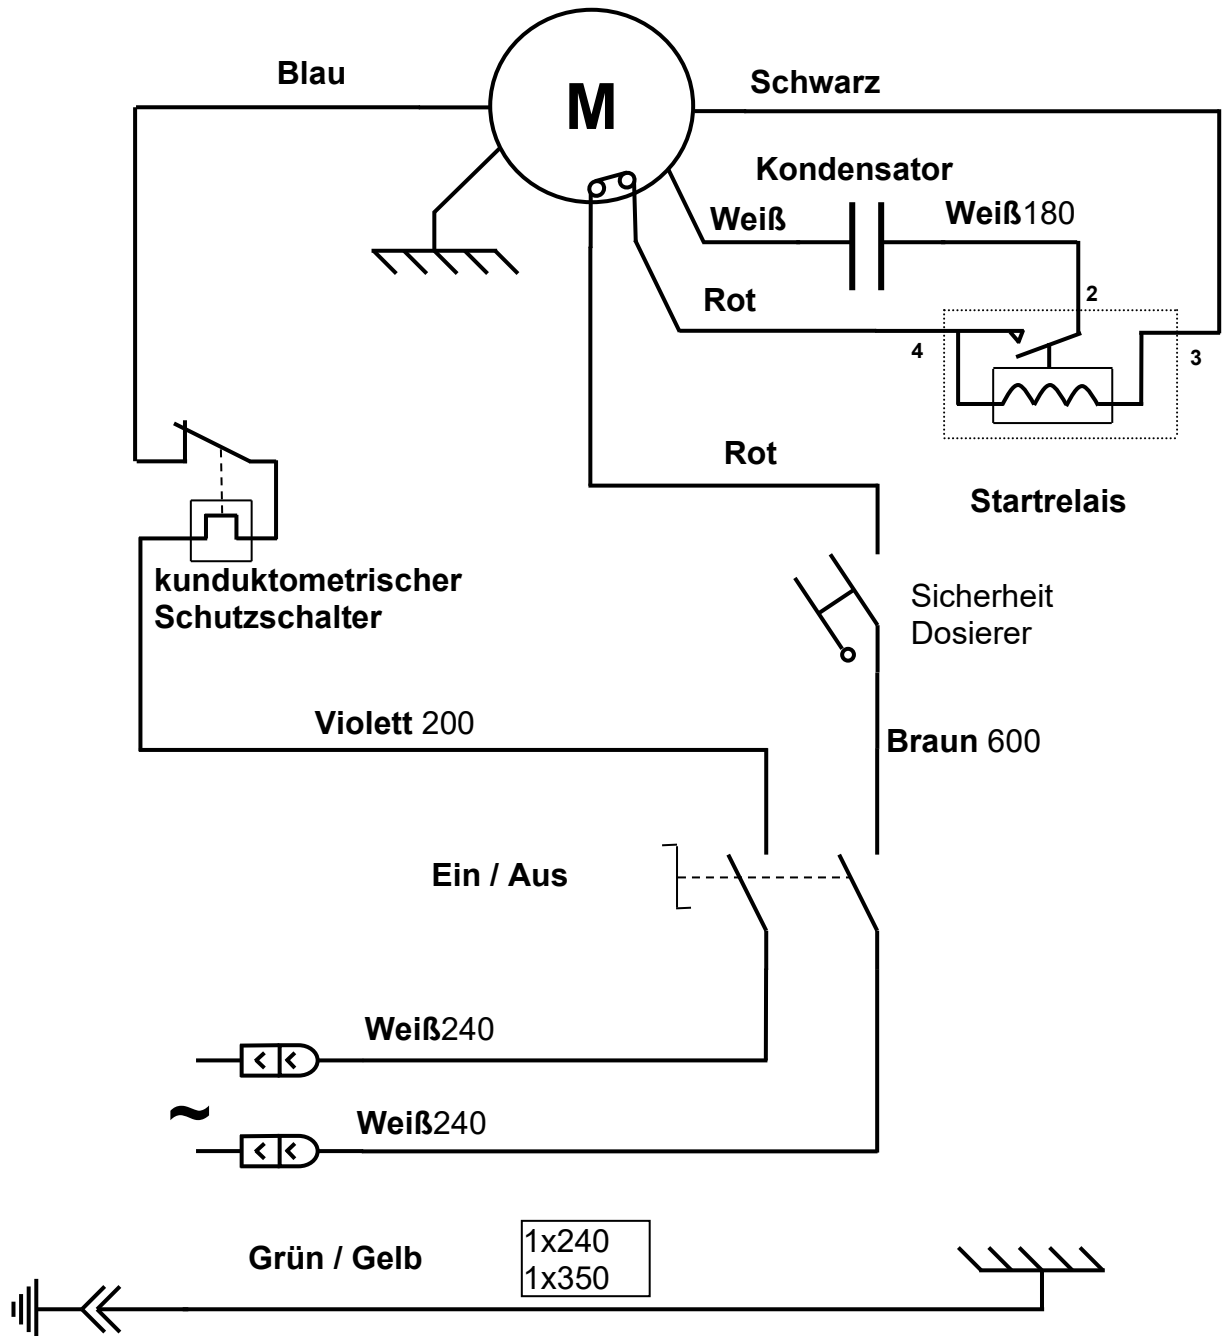 Blau
M
Schwarz
Kondensator
Weiß
Weiß180
Rot
2
4
3
Rot
Startrelais
kunduktometrischer
Schutzschalter
Sicherheit
Dosierer
Violett 200
Braun 600
Ein / Aus
Weiß240
~
Weiß240
Grün / Gelb
1x240
1x350